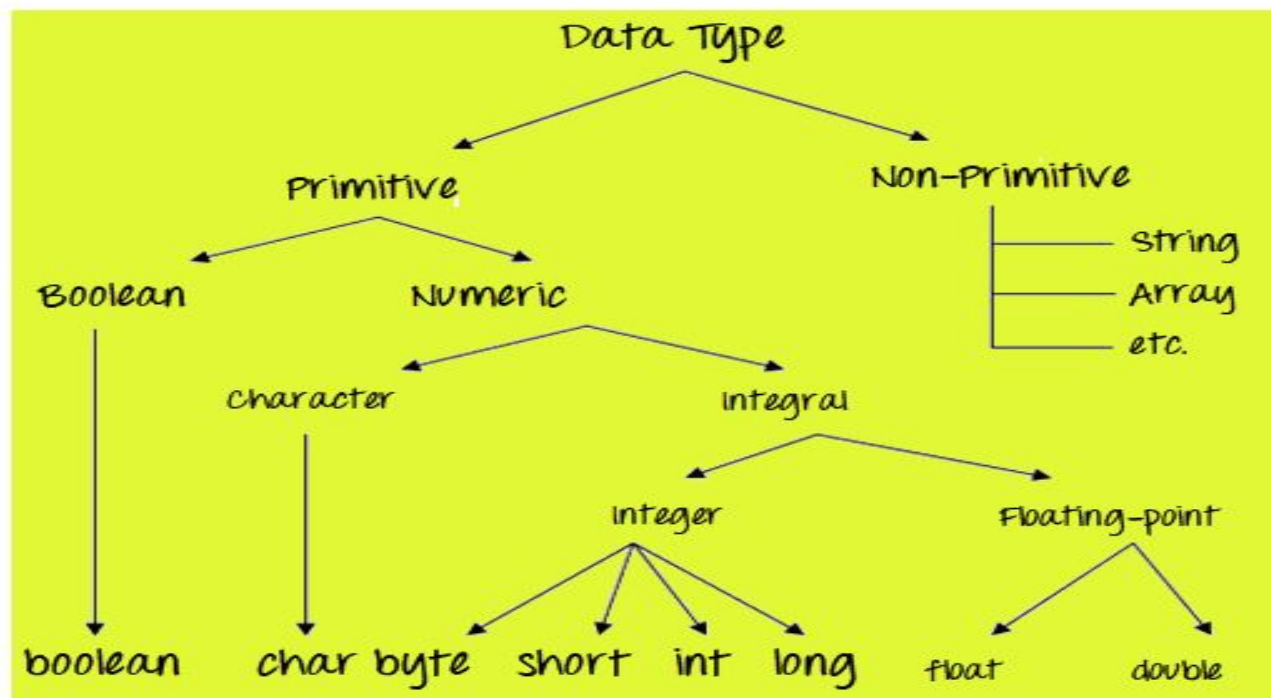 Data Type
Primitive
Non-Primitive
String
Boolean
Numeric
Array
etc.
Character
Integral
Integer
Floating-point
boolean
char
byte
short
int
long
float
double